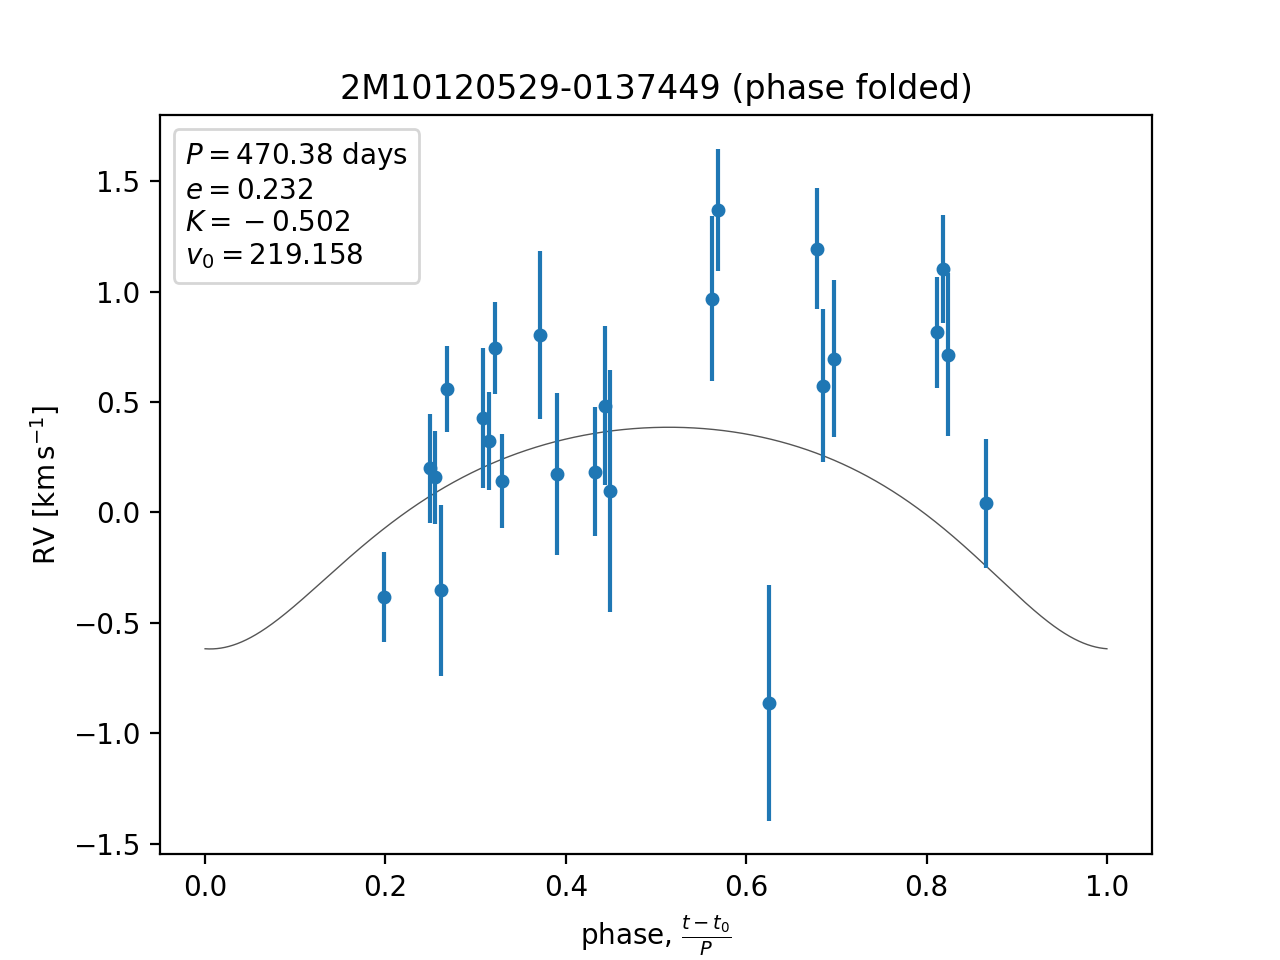 2M10120529-0137449 (phase folded)
P = 470.38 days
e = 0.232
K = −0.502
v₀ = 219.158
1.5
1.0
0.5
0.0
−0.5
−1.0
−1.5
RV [km s⁻¹]
0.0 0.2 0.4 0.6 0.8 1.0
phase, (t − t₀)/P